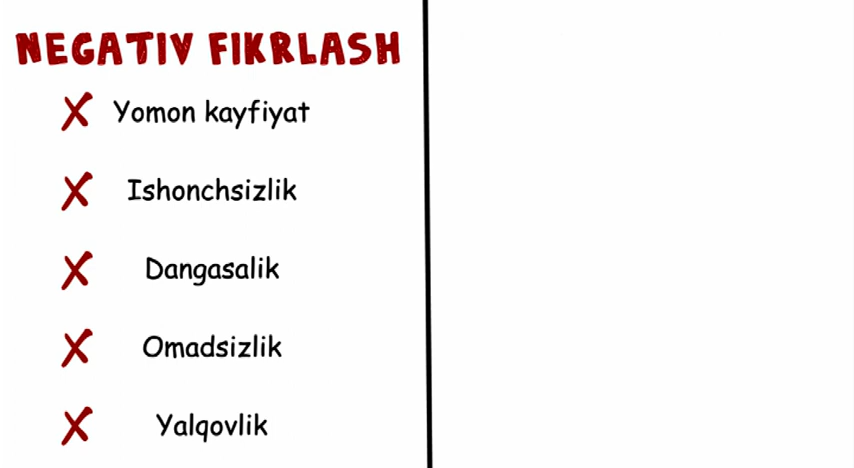 NEGATIV FIKRLASH
Yomon kayfiyat
Ishonchsizlik
Dangasalik
Omadsizlik
Yalqovlik